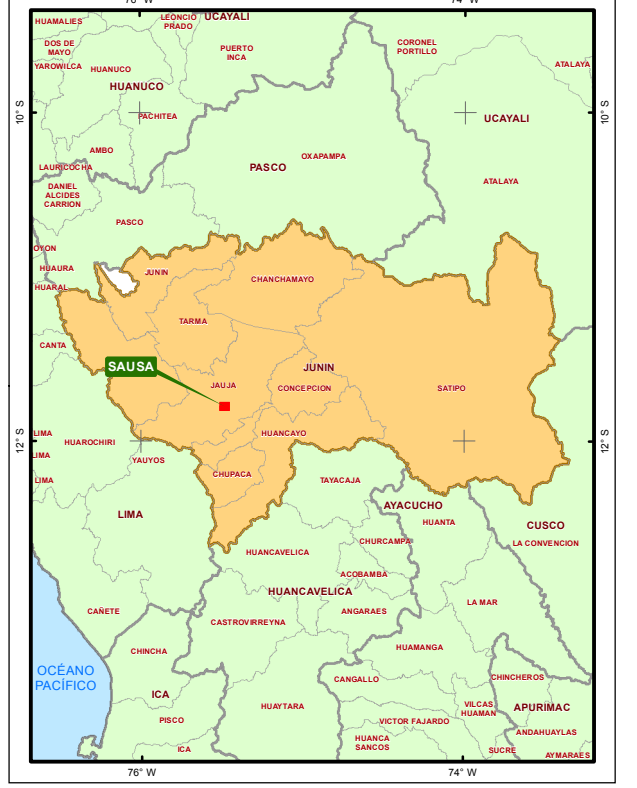 76° W
74° W
HUAMALIES
LEONCIO
PRADO
UCAYALI
DOS DE
MAYO
PUERTO
INCA
CORONEL
PORTILLO
YAROWILCA
HUANUCO
ATALAYA
HUANUCO
10° S
PACHITEA
UCAYALI
10° S
AMBO
OXAPAMPA
LAURICOCHA
PASCO
ATALAYA
DANIEL
ALCIDES
CARRION
PASCO
OYON
HUAURA
JUNIN
CHANCHAMAYO
HUARAL
TARMA
CANTA
SAUSA
JUNIN
JAUJA
CONCEPCION
SATIPO
LIMA
HUAROCHIRI
HUANCAYO
12° S
12° S
LIMA
YAUYOS
LIMA
CHUPACA
TAYACAJA
AYACUCHO
LIMA
HUANTA
CUSCO
CHURCAMPA
LA CONVENCION
HUANCAVELICA
ACOBAMBA
HUANCAVELICA
LA MAR
CAÑETE
ANGARAES
CASTROVIRREYNA
CHINCHA
HUAMANGA
OCÉANO
PACÍFICO
CANGALLO
CHINCHEROS
ICA
HUAYTARA
VILCAS
HUAMAN
APURIMAC
PISCO
VICTOR FAJARDO
ANDAHUAYLAS
HUANCA
SANCOS
ICA
SUCRE
AYMARAES
76° W
74° W